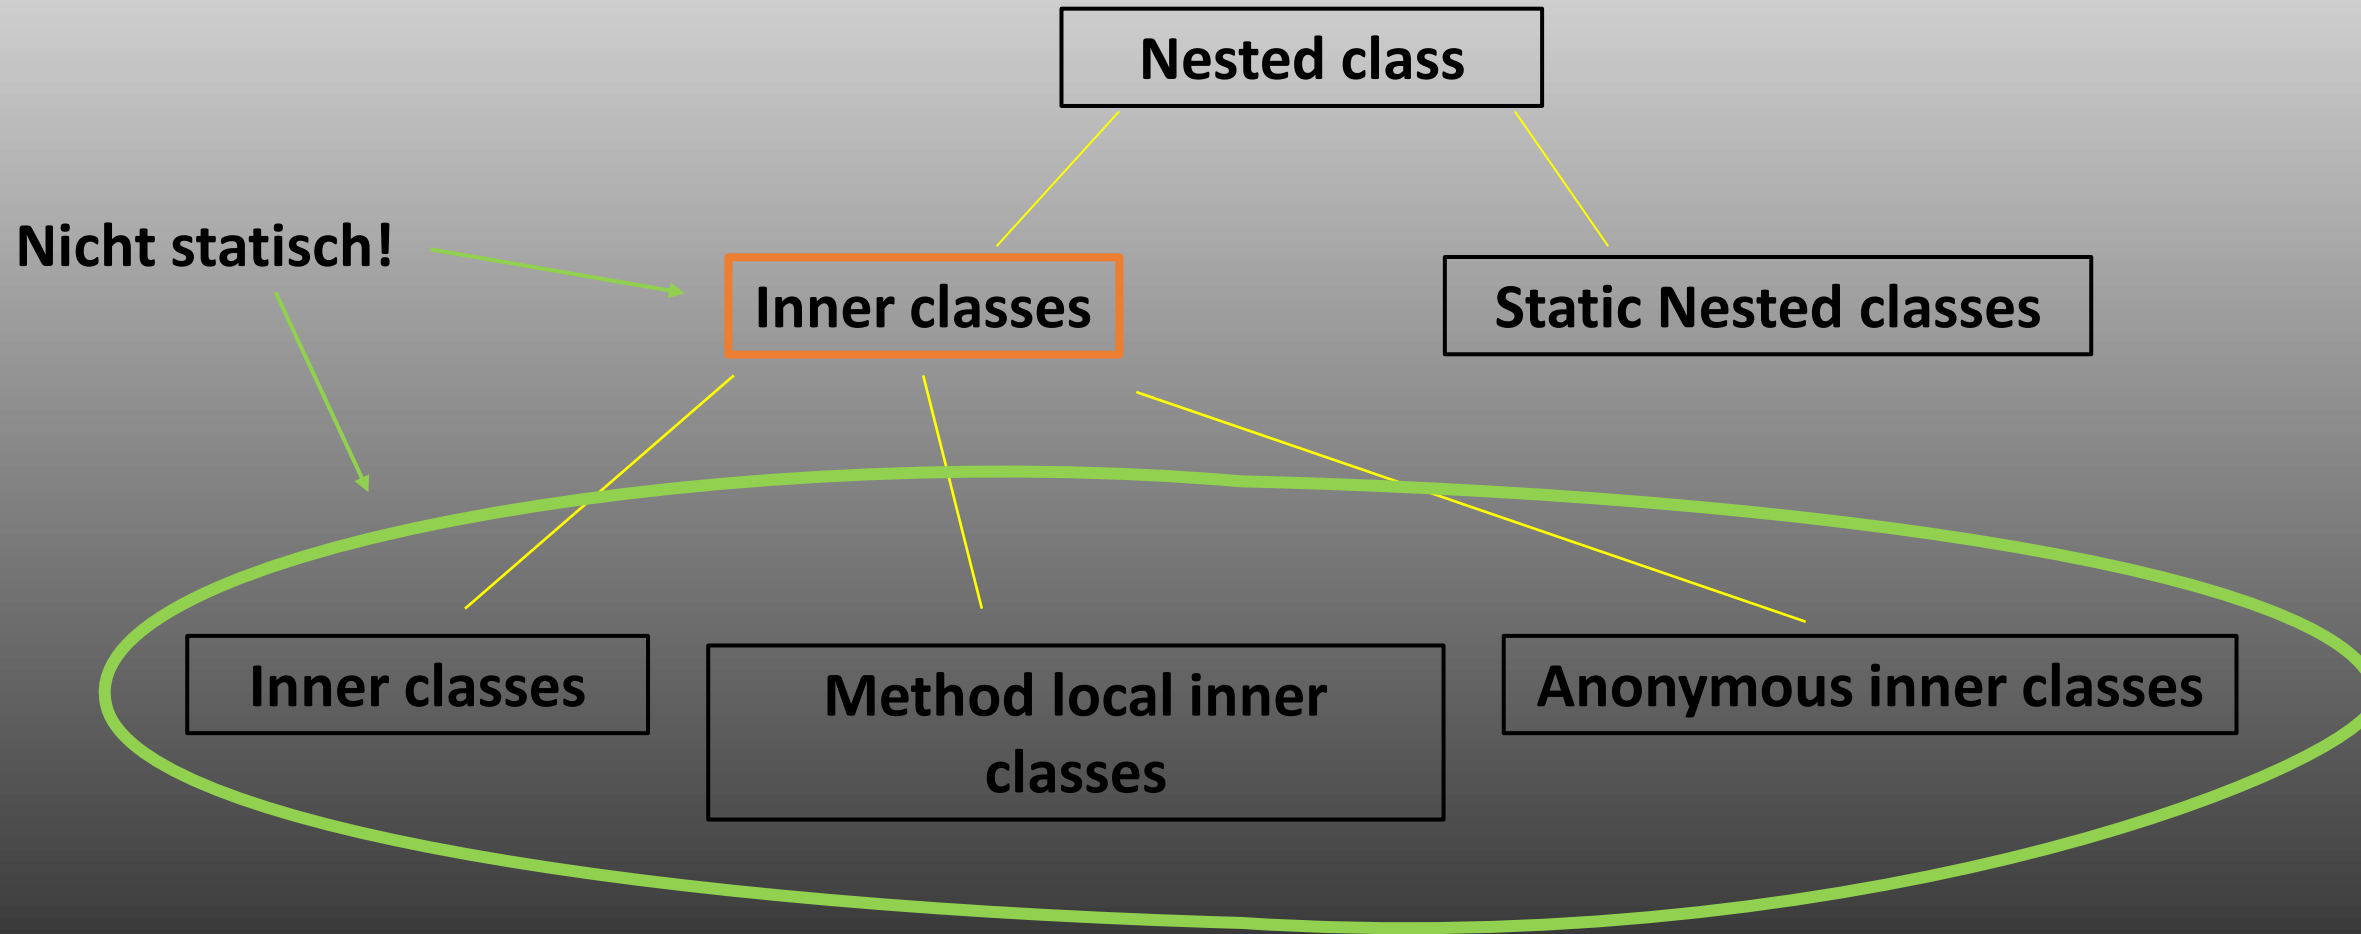 Nested class
Nicht statisch!
Inner classes
Static Nested classes
Inner classes
Method local inner
classes
Anonymous inner classes